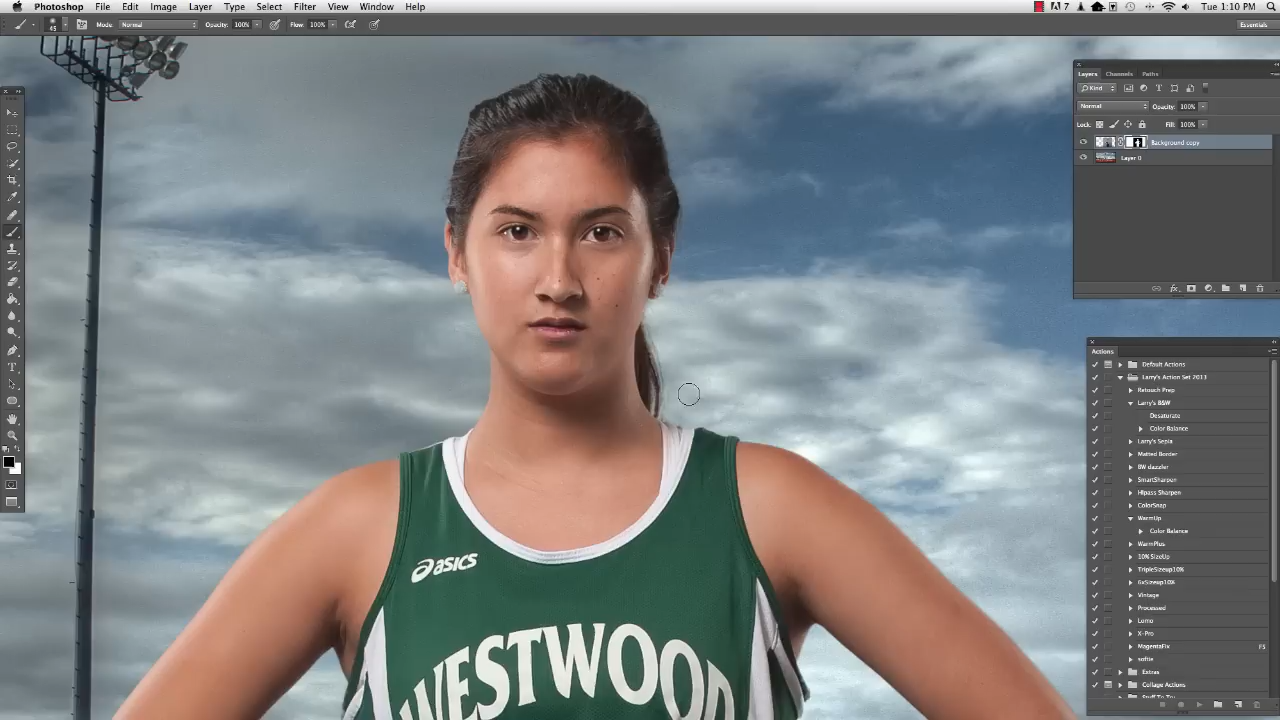 Photoshop File Edit Image Layer Type Select Filter View Window Help
A 7
Tue 1:10 PM
45
Mode: Normal
Opacity: 100%
Flow: 100%
Essentials
Layers Channels Paths
Kind
Normal
Opacity: 100%
Lock:
Fill: 100%
Background copy
Layer 0
Actions
Default Actions
Larry's Action Set 2013
Retouch Prep
Larry's B&W
Desaturate
Color Balance
Larry's Sepia
Matted Border
BW dazzler
SmartSharpen
HIpass Sharpen
ColorSnap
WarmUp
Color Balance
WarmPlus
10% SizeUp
TripleSizeup10%
6xSizeup10%
Vintage
Processed
Lomo
X-Pro
MagentaFix F5
softie
Extras
Collage Actions
asics
WESTWOOD